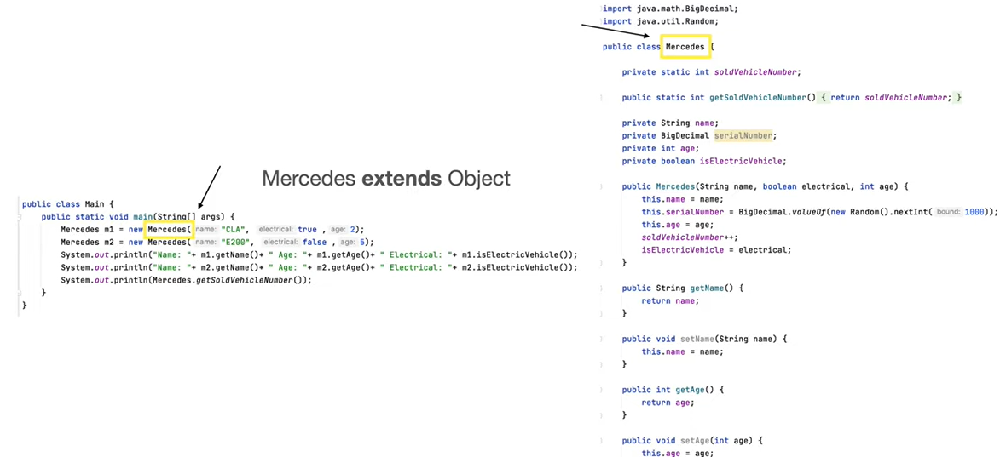 Mercedes extends Object
public class Main {
public static void main(String[] args) {
Mercedes m1 = new Mercedes( name: "CLA", electrical: true , age: 2);
Mercedes m2 = new Mercedes( name: "E200", electrical: false , age: 5);
System.out.println("Name: "+ m1.getName()+ " Age: "+ m1.getAge()+ " Electrical: "+ m1.isElectricVehicle());
System.out.println("Name: "+ m2.getName()+ " Age: "+ m2.getAge()+ " Electrical: "+ m2.isElectricVehicle());
System.out.println(Mercedes.getSoldVehicleNumber());
}
}
import java.math.BigDecimal;
import java.util.Random;
public class Mercedes {
private static int soldVehicleNumber;
public static int getSoldVehicleNumber() { return soldVehicleNumber; }
private String name;
private BigDecimal serialNumber;
private int age;
private boolean isElectricVehicle;
public Mercedes(String name, boolean electrical, int age) {
this.name = name;
this.serialNumber = BigDecimal.valueOf(new Random().nextInt( bound: 1000));
this.age = age;
soldVehicleNumber++;
isElectricVehicle = electrical;
}
public String getName() {
return name;
}
public void setName(String name) {
this.name = name;
}
public int getAge() {
return age;
}
public void setAge(int age) {
this.age = age;